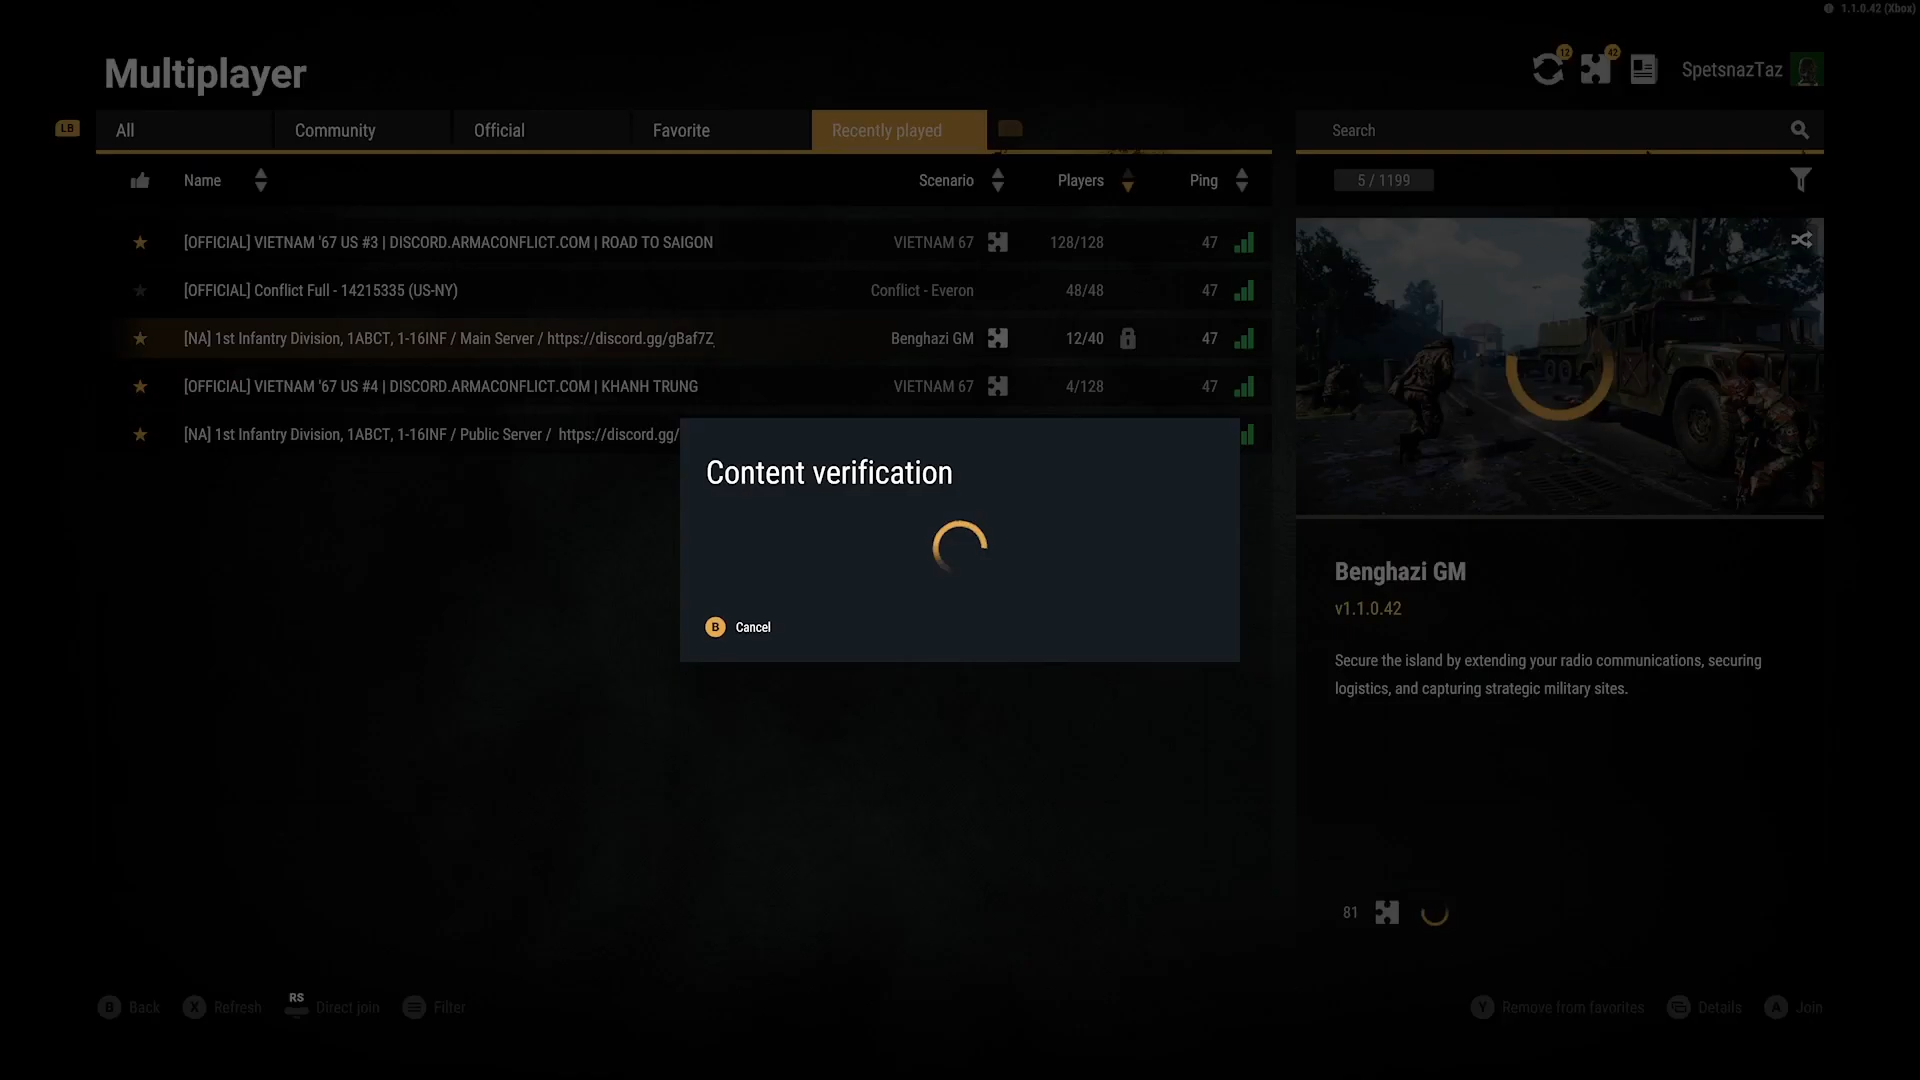 1.1.0.42 (Xbox)
Multiplayer
12
42
SpetsnazTaz
LB
All
Community
Official
Favorite
Recently played
Search
Name
Scenario
Players
Ping
5 / 1199
[OFFICIAL] VIETNAM '67 US #3 | DISCORD.ARMACONFLICT.COM | ROAD TO SAIGON
VIETNAM 67
128/128
47
[OFFICIAL] Conflict Full - 14215335 (US-NY)
Conflict - Everon
48/48
47
[NA] 1st Infantry Division, 1ABCT, 1-16INF / Main Server / https://discord.gg/gBaf7Z
Benghazi GM
12/40
47
[OFFICIAL] VIETNAM '67 US #4 | DISCORD.ARMACONFLICT.COM | KHANH TRUNG
VIETNAM 67
4/128
47
[NA] 1st Infantry Division, 1ABCT, 1-16INF / Public Server / https://discord.gg/
Content verification
B Cancel
Benghazi GM
v1.1.0.42
Secure the island by extending your radio communications, securing
logistics, and capturing strategic military sites.
81
B Back
X Refresh
RS Direct join
Filter
Y Remove from favorites
Details
A Join